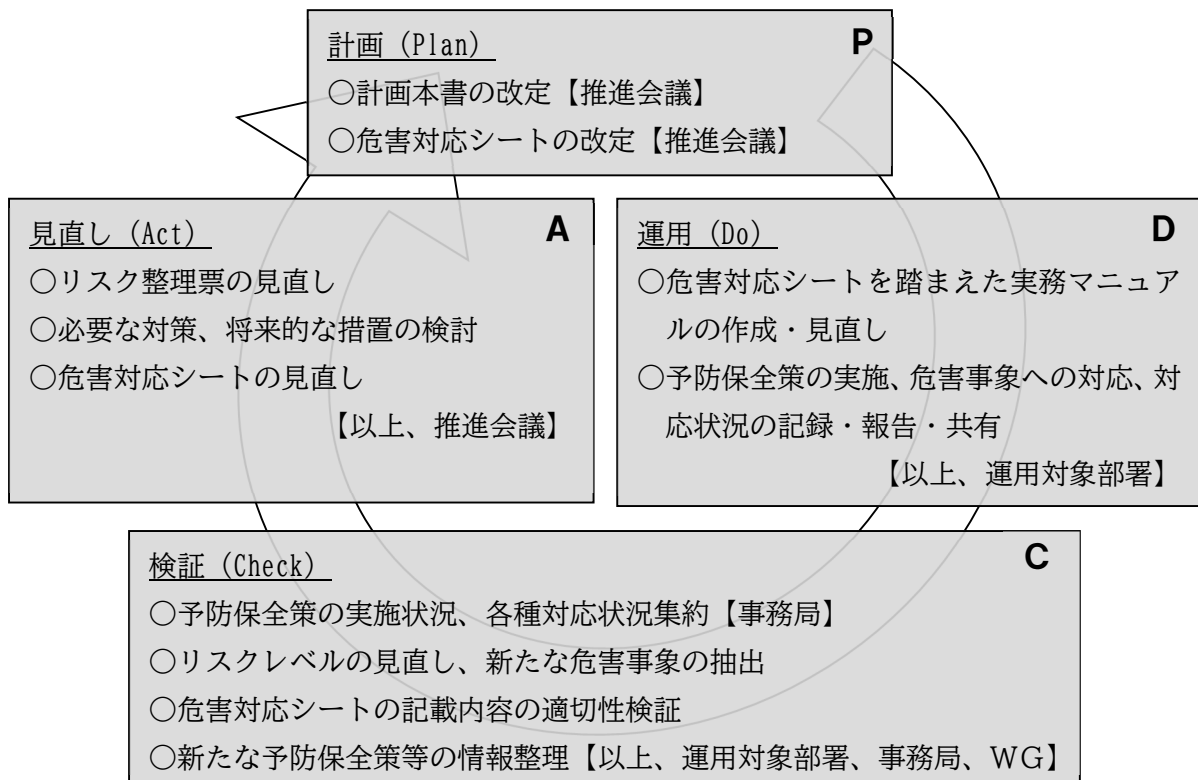 計画（Plan） P
○計画本書の改定【推進会議】
○危害対応シートの改定【推進会議】
見直し（Act） A
○リスク整理票の見直し
○必要な対策、将来的な措置の検討
○危害対応シートの見直し
【以上、推進会議】
運用（Do） D
○危害対応シートを踏まえた実務マニュア
ルの作成・見直し
○予防保全策の実施、危害事象への対応、対
応状況の記録・報告・共有
【以上、運用対象部署】
検証（Check） C
○予防保全策の実施状況、各種対応状況集約【事務局】
○リスクレベルの見直し、新たな危害事象の抽出
○危害対応シートの記載内容の適切性検証
○新たな予防保全策等の情報整理【以上、運用対象部署、事務局、ＷＧ】